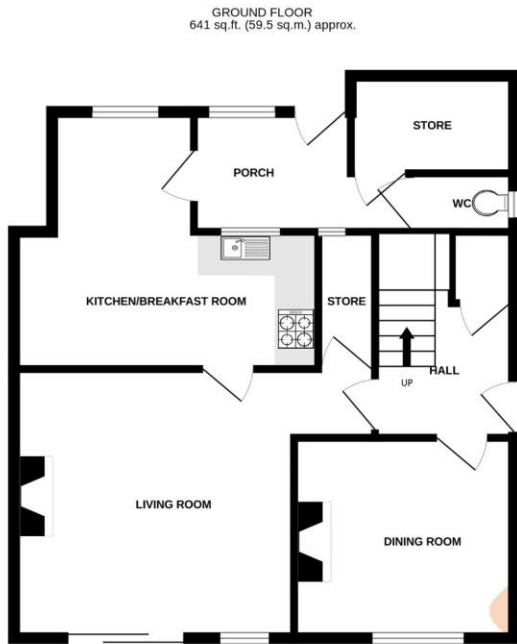 GROUND FLOOR
641 sq.ft. (59.5 sq.m.) approx.
STORE
PORCH
WC
KITCHEN/BREAKFAST ROOM
STORE
HALL
UP
LIVING ROOM
DINING ROOM